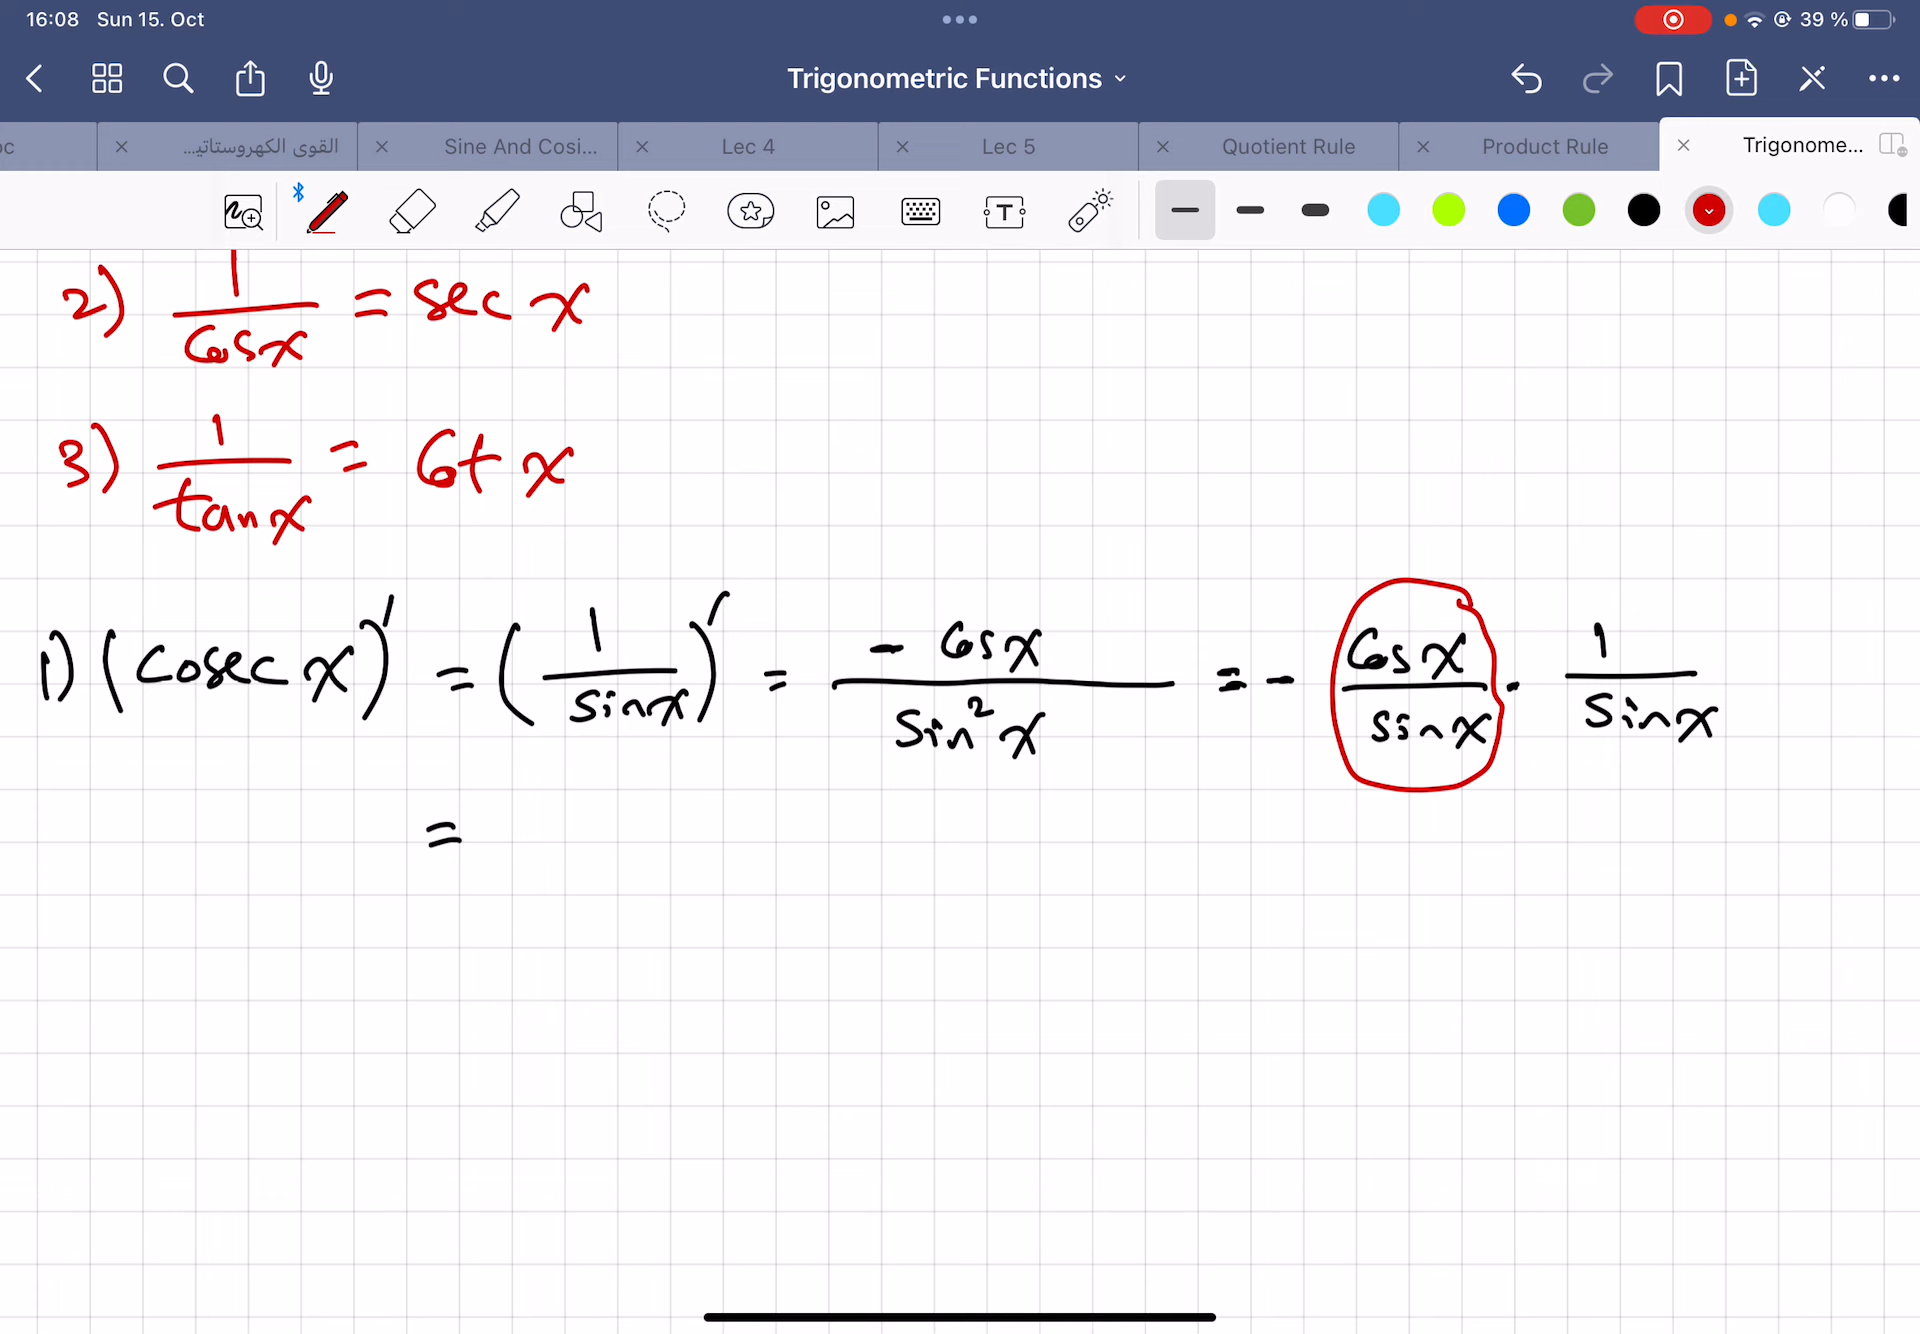 16:08 Sun 15. Oct 39 %
Trigonometric Functions
القوى الكهروستاتي... Sine And Cosi... Lec 4 Lec 5 Quotient Rule Product Rule Trigonome...
T
2) 1/cosx = sec x
3) 1/tanx = Cot x
1) (cosec x)' = (1/sinx)' = - Cosx/Sin²x = - Cosx/sinx . 1/Sinx
=